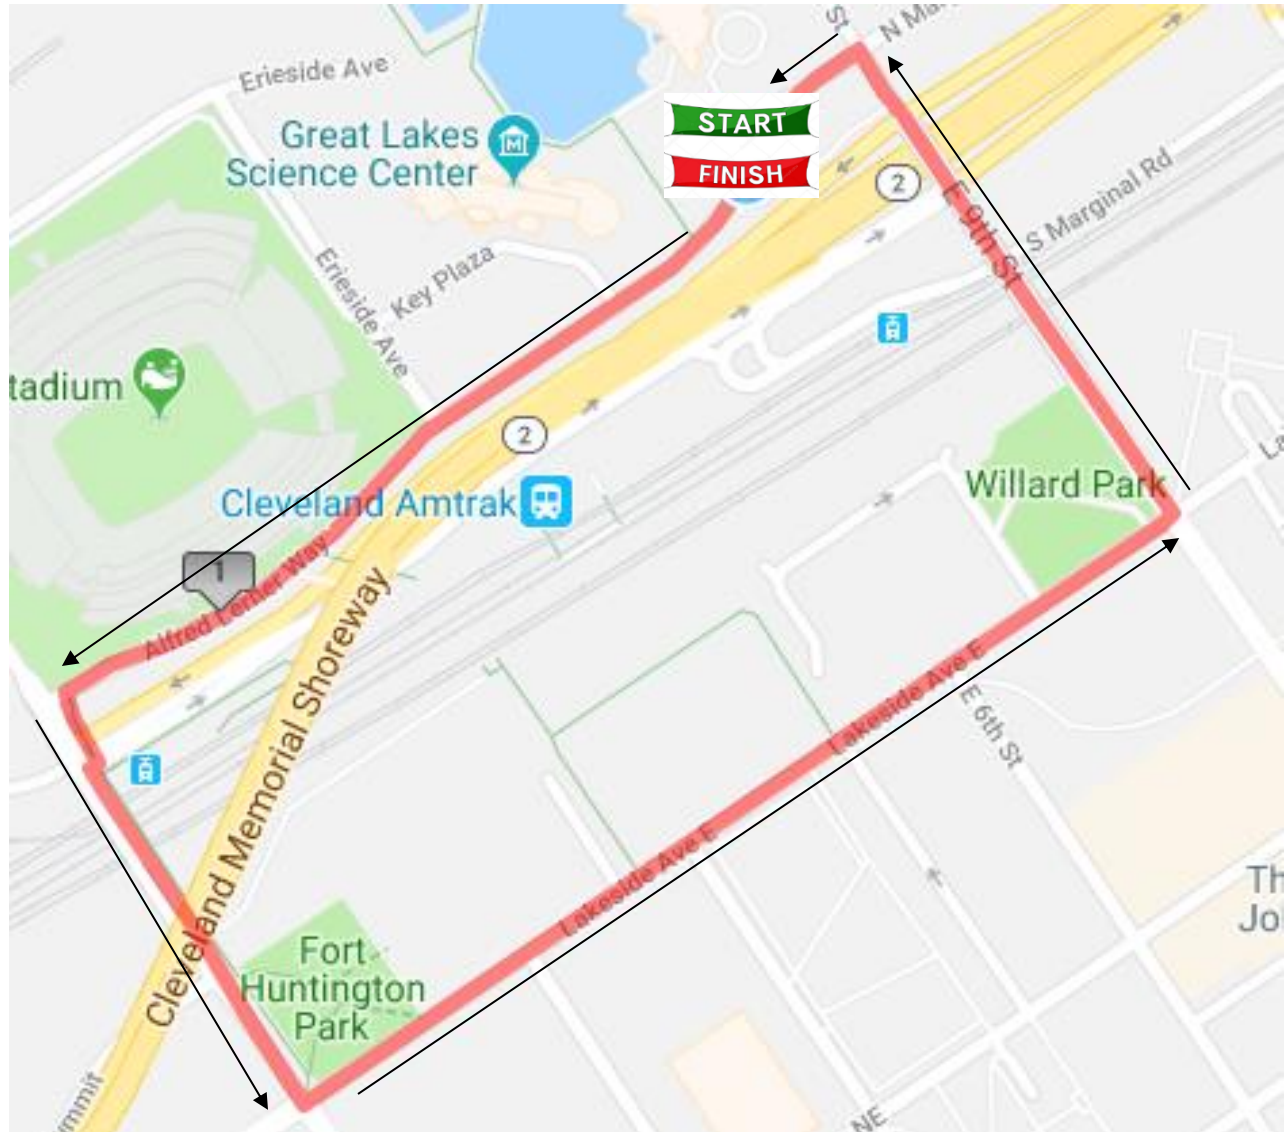 St
N Mar
Erieside Ave
Great Lakes
Science Center
START
FINISH
2
E 9th St
S Marginal Rd
Key Plaza
Erieside Ave
tadium
2
Cleveland Amtrak
Willard Park
La
1
Alfred Lerner Way
Cleveland Memorial Shoreway
Lakeside Ave E
E 6th St
Lakeside Ave E
Th
Jo
Fort
Huntington
Park
mmit
NE